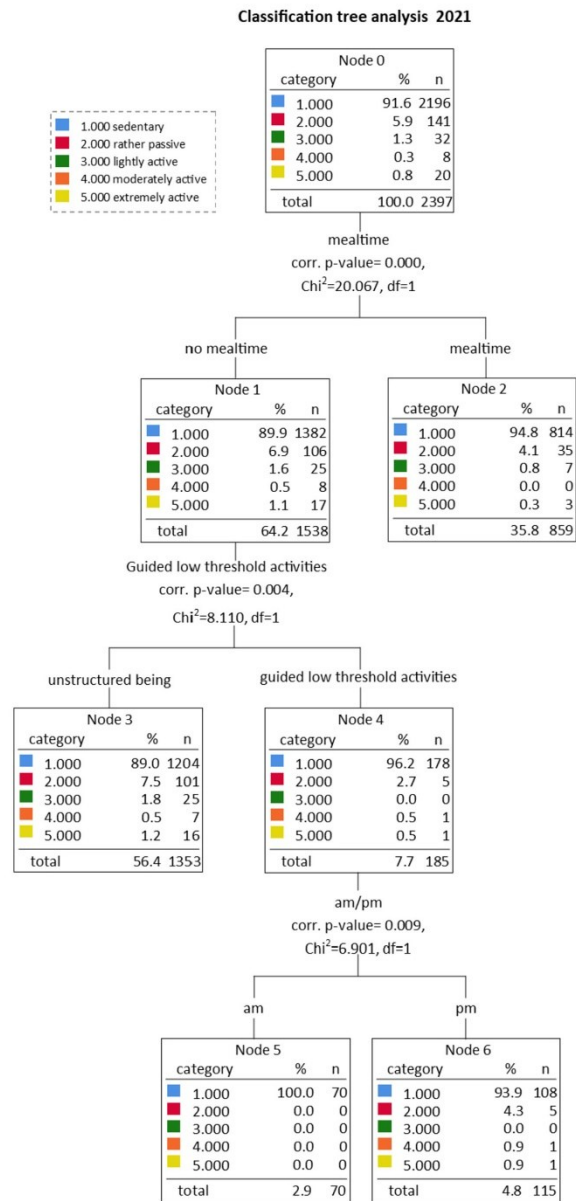 Classification tree analysis 2021
Node 0
category % n
1.000 91.6 2196
2.000 5.9 141
3.000 1.3 32
4.000 0.3 8
5.000 0.8 20
total 100.0 2397
1.000 sedentary
2.000 rather passive
3.000 lightly active
4.000 moderately active
5.000 extremely active
mealtime
corr. p-value= 0.000,
Chi²=20.067, df=1
no mealtime
mealtime
Node 1
category % n
1.000 89.9 1382
2.000 6.9 106
3.000 1.6 25
4.000 0.5 8
5.000 1.1 17
total 64.2 1538
Node 2
category % n
1.000 94.8 814
2.000 4.1 35
3.000 0.8 7
4.000 0.0 0
5.000 0.3 3
total 35.8 859
Guided low threshold activities
corr. p-value= 0.004,
Chi²=8.110, df=1
unstructured being
guided low threshold activities
Node 3
category % n
1.000 89.0 1204
2.000 7.5 101
3.000 1.8 25
4.000 0.5 7
5.000 1.2 16
total 56.4 1353
Node 4
category % n
1.000 96.2 178
2.000 2.7 5
3.000 0.0 0
4.000 0.5 1
5.000 0.5 1
total 7.7 185
am/pm
corr. p-value= 0.009,
Chi²=6.901, df=1
am
pm
Node 5
category % n
1.000 100.0 70
2.000 0.0 0
3.000 0.0 0
4.000 0.0 0
5.000 0.0 0
total 2.9 70
Node 6
category % n
1.000 93.9 108
2.000 4.3 5
3.000 0.0 0
4.000 0.9 1
5.000 0.9 1
total 4.8 115